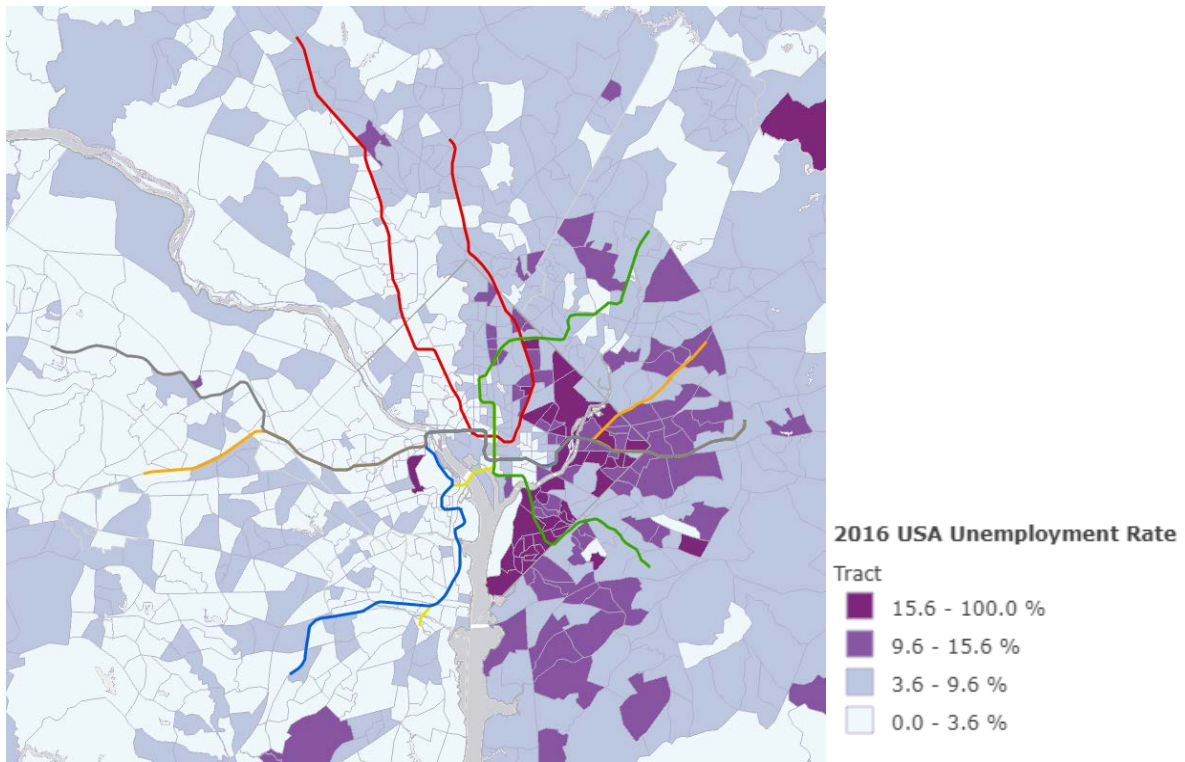 2016 USA Unemployment Rate
Tract
15.6 - 100.0 %
9.6 - 15.6 %
3.6 - 9.6 %
0.0 - 3.6 %